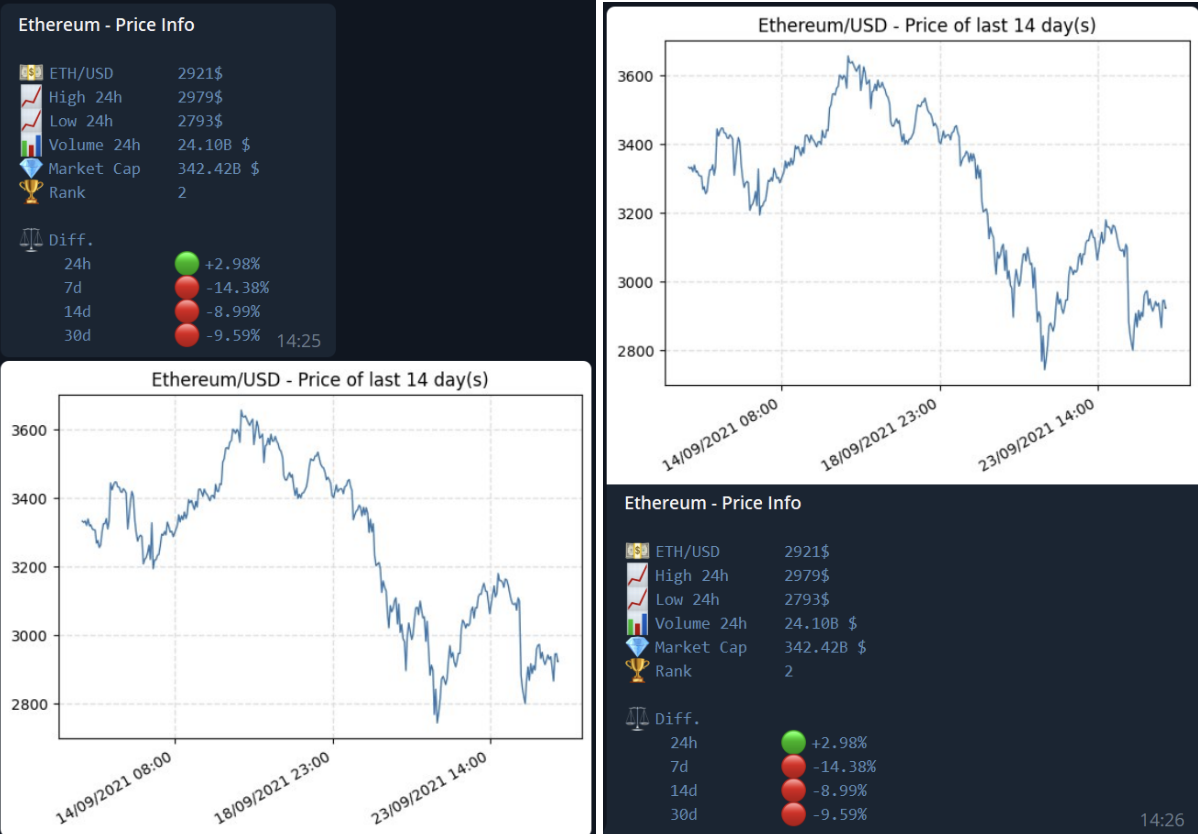 Ethereum - Price Info
ETH/USD 2921$
High 24h 2979$
Low 24h 2793$
Volume 24h 24.10B $
Market Cap 342.42B $
Rank 2
Diff.
24h +2.98%
7d -14.38%
14d -8.99%
30d -9.59%
14:25
Ethereum/USD - Price of last 14 day(s)
3600
3400
3200
3000
2800
14/09/2021 08:00
18/09/2021 23:00
23/09/2021 14:00
Ethereum/USD - Price of last 14 day(s)
3600
3400
3200
3000
2800
14/09/2021 08:00
18/09/2021 23:00
23/09/2021 14:00
Ethereum - Price Info
ETH/USD 2921$
High 24h 2979$
Low 24h 2793$
Volume 24h 24.10B $
Market Cap 342.42B $
Rank 2
Diff.
24h +2.98%
7d -14.38%
14d -8.99%
30d -9.59%
14:26